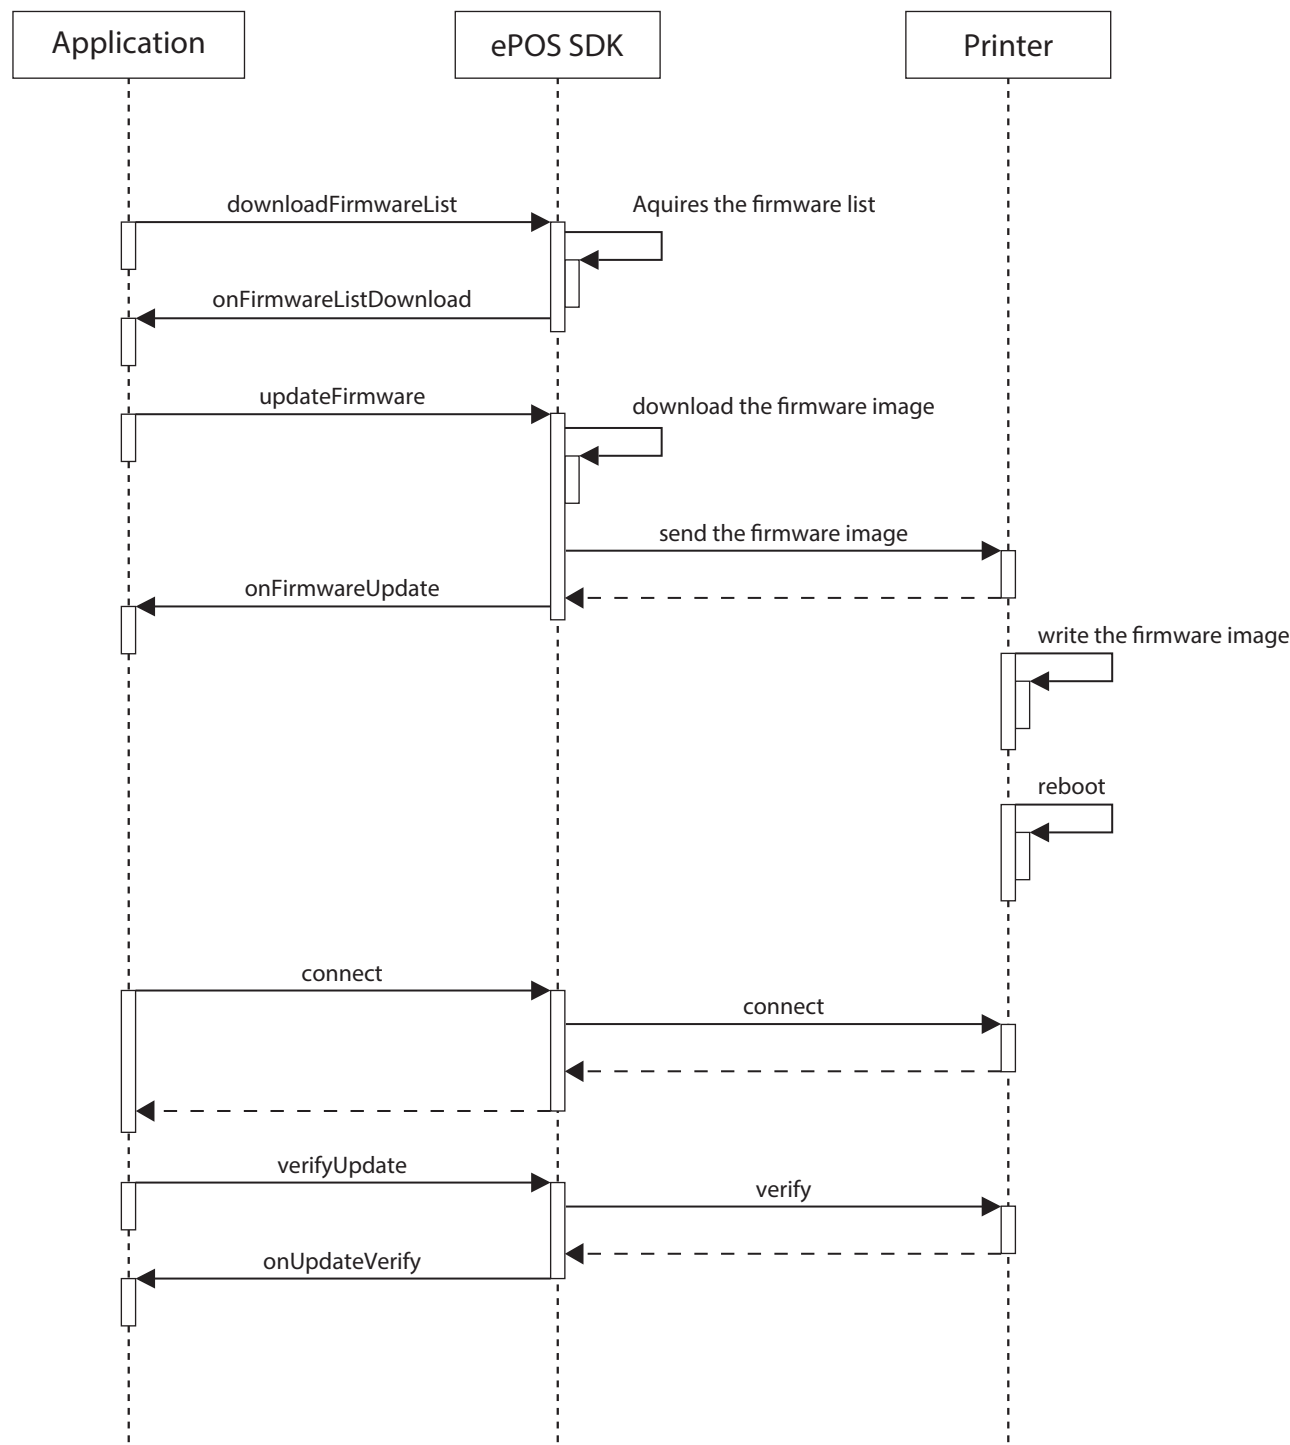 Application
ePOS SDK
Printer
downloadFirmwareList
Aquires the firmware list
onFirmwareListDownload
updateFirmware
download the firmware image
send the firmware image
onFirmwareUpdate
write the firmware image
reboot
connect
connect
verifyUpdate
verify
onUpdateVerify